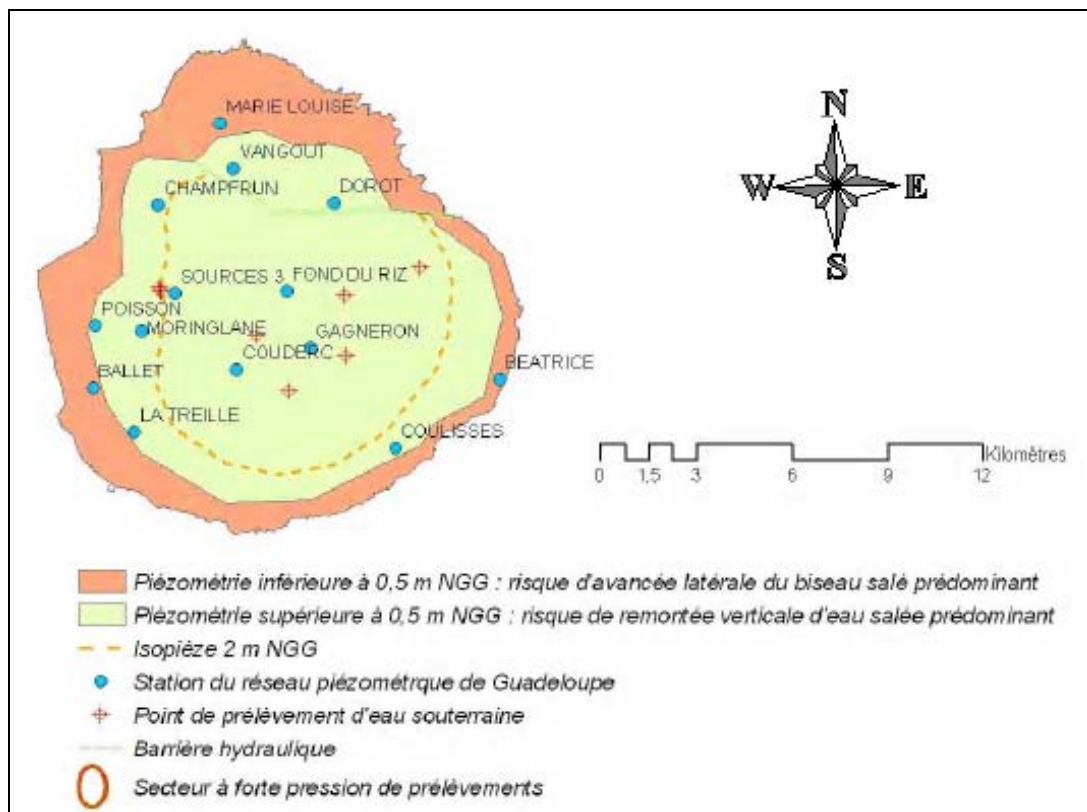 MARIE LOUISE
VANGOUT
CHAMPFRUN
DOROT
SOURCES 3
FOND DU RIZ
POISSON
MORINGLANE
GAGNERON
COUDERC
BEATRICE
BALLET
LA TREILLE
COULISSES
N
W
E
S
Kilomètres
0 1,5 3 6 9 12
Piézométrie inférieure à 0,5 m NGG : risque d'avancée latérale du biseau salé prédominant
Piézométrie supérieure à 0,5 m NGG : risque de remontée verticale d'eau salée prédominant
Isopièze 2 m NGG
Station du réseau piézométrque de Guadeloupe
Point de prélèvement d'eau souterraine
Barrière hydraulique
Secteur à forte pression de prélèvements